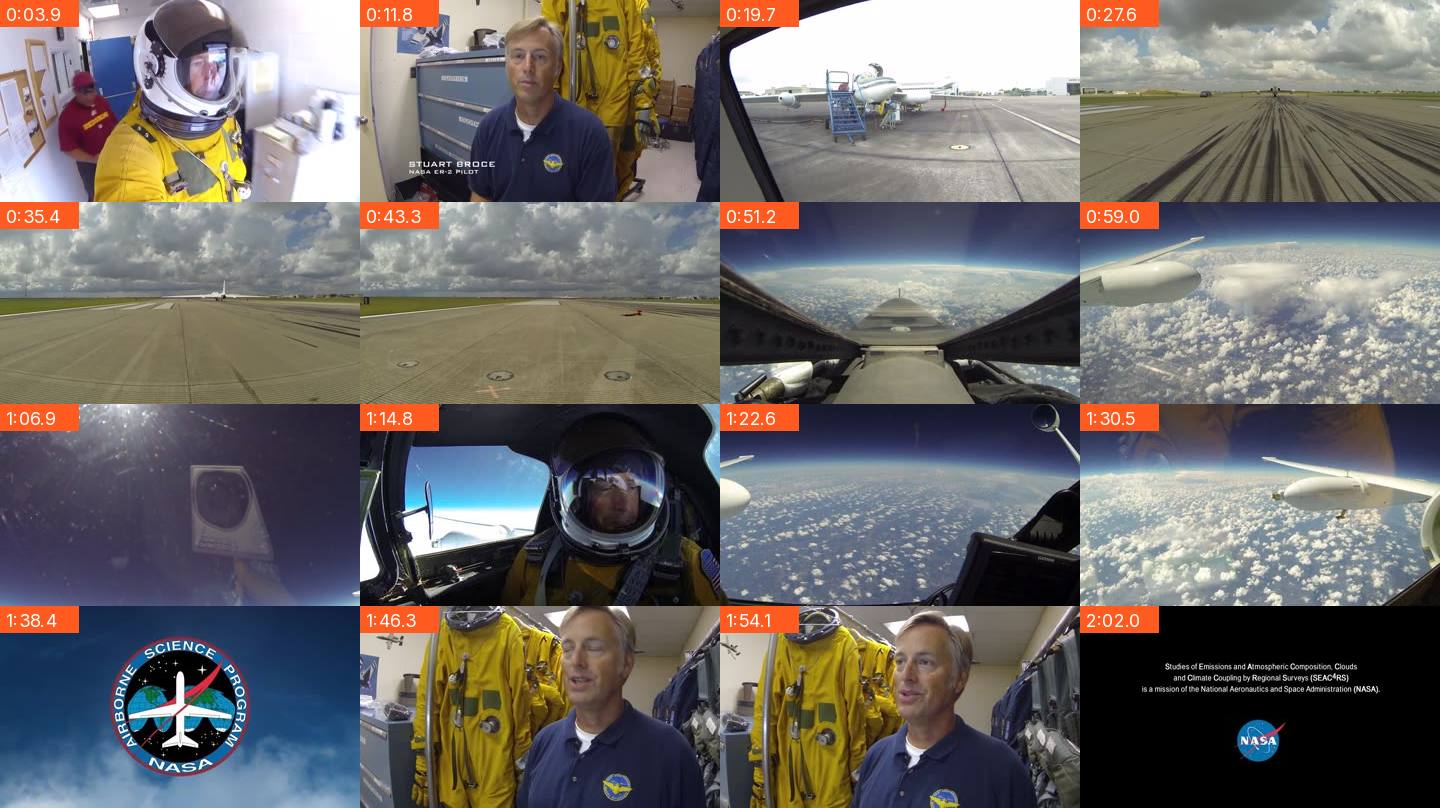 0:03.9
0:11.8
0:19.7
0:27.6
STUART BROCE
NASA ER-2 PILOT
0:35.4
0:43.3
0:51.2
0:59.0
1:06.9
1:14.8
1:22.6
1:30.5
1:38.4
1:46.3
1:54.1
2:02.0
AIRBORNE SCIENCE PROGRAM
NASA
Studies of Emissions and Atmospheric Composition, Clouds
and Climate Coupling by Regional Surveys (SEAC4RS)
is a mission of the National Aeronautics and Space Administration (NASA).
NASA